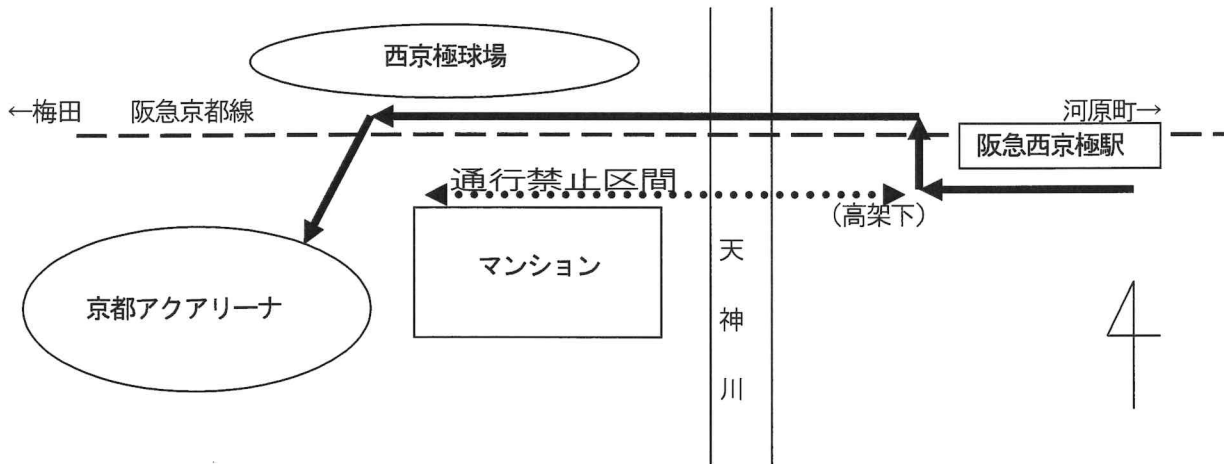 西京極球場
←梅田
阪急京都線
河原町→
阪急西京極駅
通行禁止区間
(高架下)
マンション
京都アクアリーナ
天神川